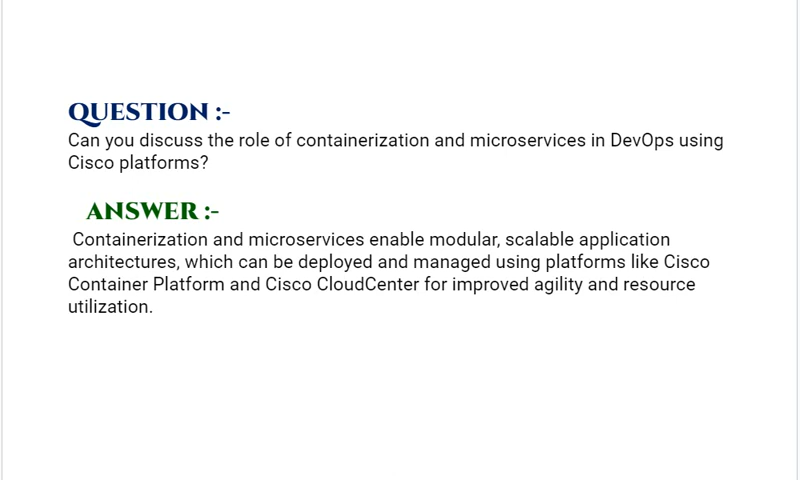 QUESTION :-
Can you discuss the role of containerization and microservices in DevOps using
Cisco platforms?
ANSWER :-
Containerization and microservices enable modular, scalable application
architectures, which can be deployed and managed using platforms like Cisco
Container Platform and Cisco CloudCenter for improved agility and resource
utilization.